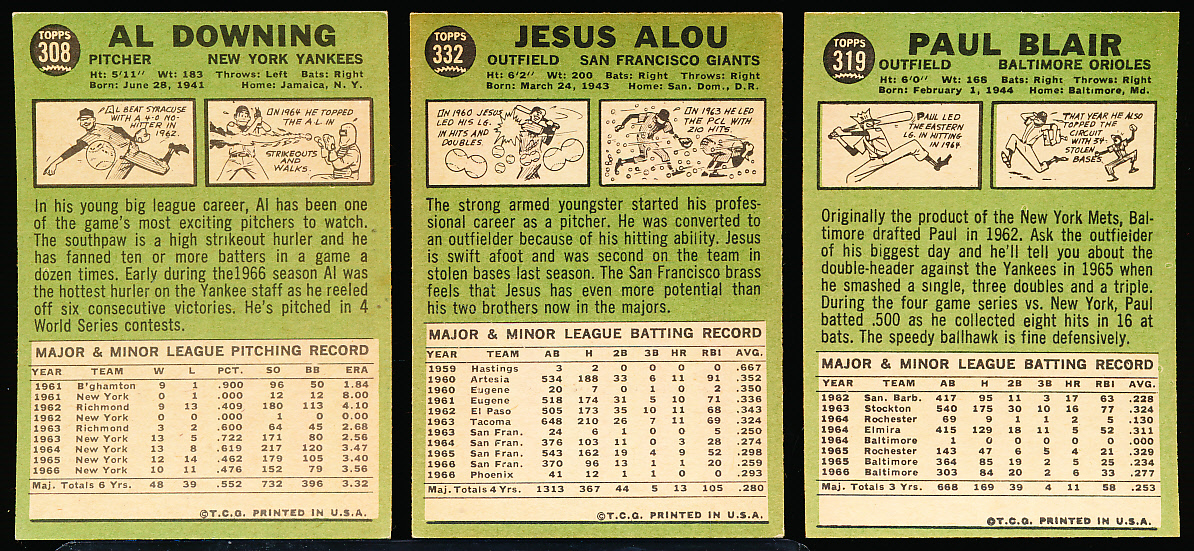 TOPPS
308
AL DOWNING
PITCHER NEW YORK YANKEES
Ht: 5'11" Wt: 183 Throws: Left Bats: Right
Born: June 28, 1941 Home: Jamaica, N. Y.
AL BEAT SYRACUSE
WITH A 4-0 NO-
HITTER IN
1962.
IN 1964 HE TOPPED
THE A.L. IN
STRIKEOUTS
AND
WALKS.
In his young big league career, Al has been one
of the game's most exciting pitchers to watch.
The southpaw is a high strikeout hurler and he
has fanned ten or more batters in a game a
dozen times. Early during the1966 season Al was
the hottest hurler on the Yankee staff as he reeled
off six consecutive victories. He's pitched in 4
World Series contests.
MAJOR & MINOR LEAGUE PITCHING RECORD
YEAR TEAM W L PCT. SO BB ERA
1961 B'ghamton 9 1 .900 96 50 1.84
1961 New York 0 1 .000 12 12 8.00
1962 Richmond 9 13 .409 180 113 4.10
1962 New York 0 0 .000 1 0 0.00
1963 Richmond 3 2 .600 64 45 2.68
1963 New York 13 5 .722 171 80 2.56
1964 New York 13 8 .619 217 120 3.47
1965 New York 12 14 .462 179 105 3.40
1966 New York 10 11 .476 152 79 3.56
Maj. Totals 6 Yrs. 48 39 .552 732 396 3.32
©T.C.G. PRINTED IN U.S.A.
TOPPS
332
JESUS ALOU
OUTFIELD SAN FRANCISCO GIANTS
Ht: 6'2" Wt: 200 Bats: Right Throws: Right
Born: March 24, 1943 Home: San. Dom., D.R.
IN 1960 JESUS
LED HIS LG.
IN HITS AND
DOUBLES.
IN 1963 HE LED
THE PCL WITH
210 HITS.
The strong armed youngster started his profes-
sional career as a pitcher. He was converted to
an outfielder because of his hitting ability. Jesus
is swift afoot and was second on the team in
stolen bases last season. The San Francisco brass
feels that Jesus has even more potential than
his two brothers now in the majors.
MAJOR & MINOR LEAGUE BATTING RECORD
YEAR TEAM AB H 2B 3B HR RBI AVG.
1959 Hastings 3 2 0 0 0 0 .667
1960 Artesia 534 188 33 6 11 91 .352
1960 Eugene 20 7 0 1 0 2 .350
1961 Eugene 518 174 31 5 10 71 .336
1962 El Paso 505 173 35 10 11 68 .343
1963 Tacoma 648 210 26 7 11 69 .324
1963 San Fran. 24 6 1 0 0 5 .250
1964 San Fran. 376 103 11 0 3 28 .274
1965 San Fran. 543 162 19 4 9 52 .298
1966 San Fran. 370 96 13 1 1 20 .259
1966 Phoenix 41 12 1 1 0 0 .293
Maj. Totals 4 Yrs. 1313 367 44 5 13 105 .280
©T.C.G. PRINTED IN U.S.A.
TOPPS
319
PAUL BLAIR
OUTFIELD BALTIMORE ORIOLES
Ht: 6'0" Wt: 168 Bats: Right Throws: Right
Born: February 1, 1944 Home: Baltimore, Md.
PAUL LED
THE EASTERN
LG. IN HITTING
IN 1964.
THAT YEAR HE ALSO
TOPPED THE
CIRCUIT
WITH 34
STOLEN
BASES.
Originally the product of the New York Mets, Bal-
timore drafted Paul in 1962. Ask the outfielder
of his biggest day and he'll tell you about the
double-header against the Yankees in 1965 when
he smashed a single, three doubles and a triple.
During the four game series vs. New York, Paul
batted .500 as he collected eight hits in 16 at
bats. The speedy ballhawk is fine defensively.
MAJOR & MINOR LEAGUE BATTING RECORD
YEAR TEAM AB H 2B 3B HR RBI AVG.
1962 San. Barb. 417 95 11 3 17 63 .228
1963 Stockton 540 175 30 10 16 77 .324
1964 Rochester 69 9 1 1 2 5 .130
1964 Elmira 415 129 18 11 5 52 .311
1964 Baltimore 1 0 0 0 0 0 .000
1965 Rochester 143 47 6 5 4 21 .329
1965 Baltimore 364 85 19 2 5 25 .234
1966 Baltimore 303 84 20 2 6 33 .277
Maj. Totals 3 Yrs. 668 169 39 4 11 58 .253
©T.C.G. PRINTED IN U.S.A.